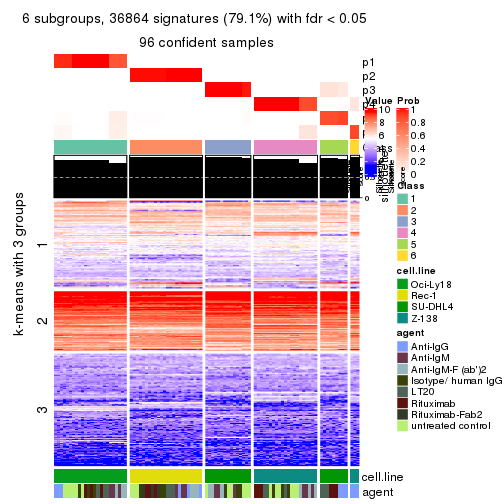 6 subgroups, 36864 signatures (79.1%) with fdr < 0.05
96 confident samples
p1
p2
p3
p4
Value
10
8
6
4
2
0
Prob
1
0.8
0.6
0.4
0.2
0
Class
1
2
3
4
5
6
k-means with 3 groups
1
2
3
cell.line
Oci-Ly18
Rec-1
SU-DHL4
Z-138
agent
Anti-IgG
Anti-IgM
Anti-IgM-F (ab')2
Isotype/ human IgG
LT20
Rituximab
Rituximab-Fab2
untreated control
cell.line
agent